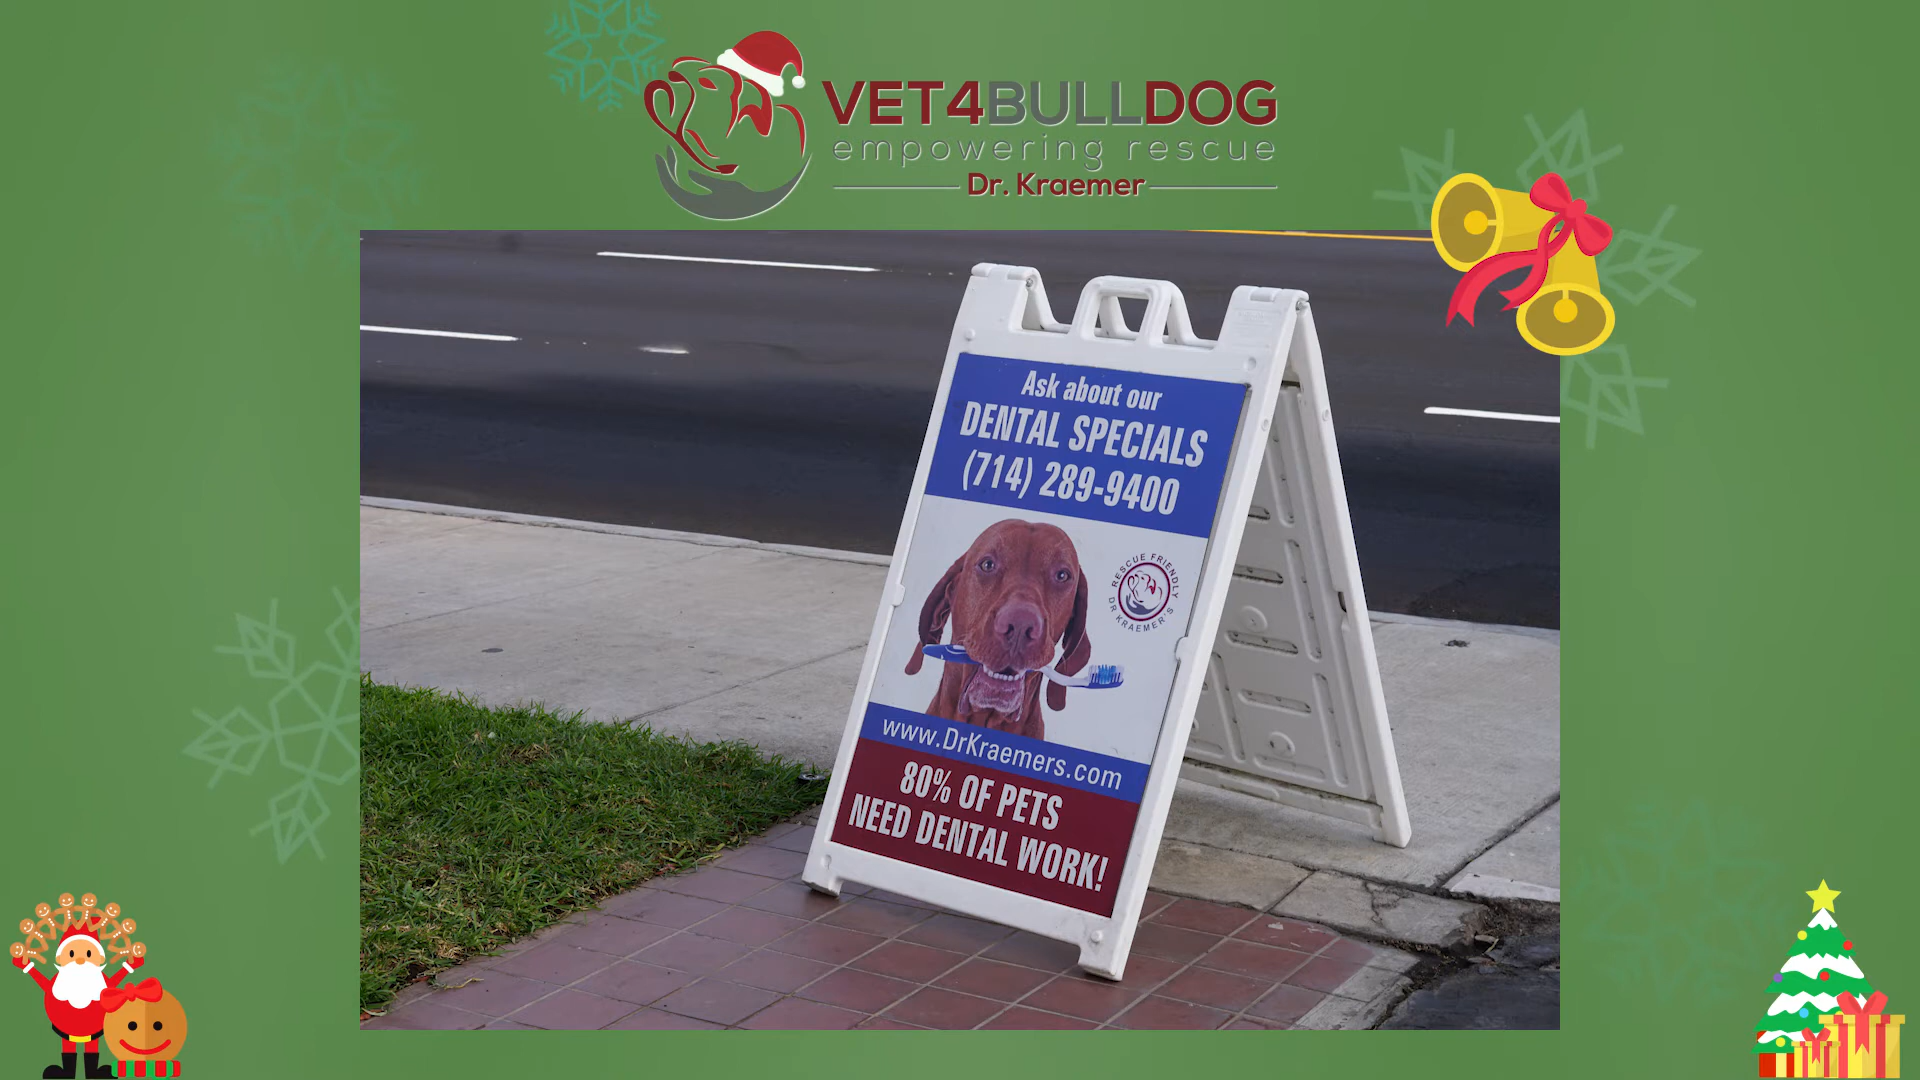 VET4BULLDOG
empowering rescue
Dr. Kraemer
Ask about our
DENTAL SPECIALS
(714) 289-9400
RESCUE FRIENDLY
DR KRAEMER'S
www.DrKraemers.com
80% OF PETS
NEED DENTAL WORK!